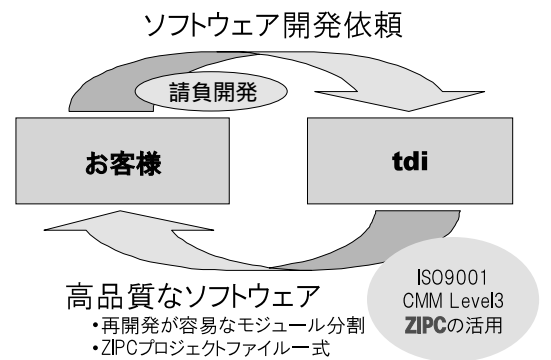 ソフトウェア開発依頼
請負開発
お客様
tdi
高品質なソフトウェア
・再開発が容易なモジュール分割
・ZIPCプロジェクトファイル一式
ISO9001
CMM Level3
ZIPCの活用